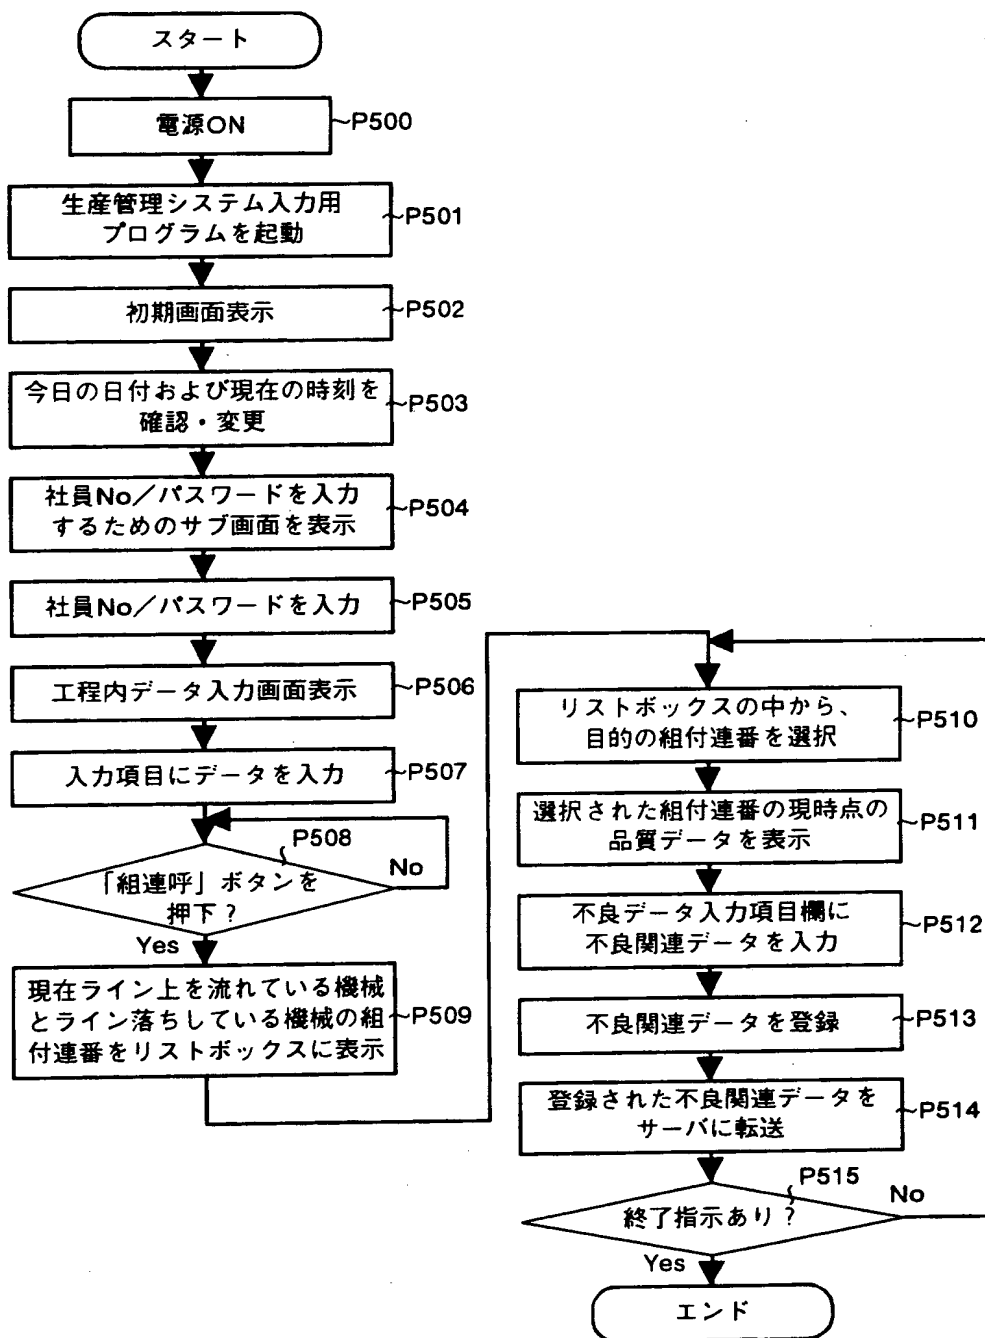 スタート
電源ON
~P500
生産管理システム入力用
プログラムを起動
~P501
初期画面表示
~P502
今日の日付および現在の時刻を
確認・変更
~P503
社員No／パスワードを入力
するためのサブ画面を表示
~P504
社員No／パスワードを入力
~P505
工程内データ入力画面表示
~P506
入力項目にデータを入力
~P507
P508
「組連呼」ボタンを
押下？
No
Yes
現在ライン上を流れている機械
とライン落ちしている機械の組
付連番をリストボックスに表示
~P509
リストボックスの中から、
目的の組付連番を選択
~P510
選択された組付連番の現時点の
品質データを表示
~P511
不良データ入力項目欄に
不良関連データを入力
~P512
不良関連データを登録
~P513
登録された不良関連データを
サーバに転送
~P514
P515
終了指示あり？
No
Yes
エンド